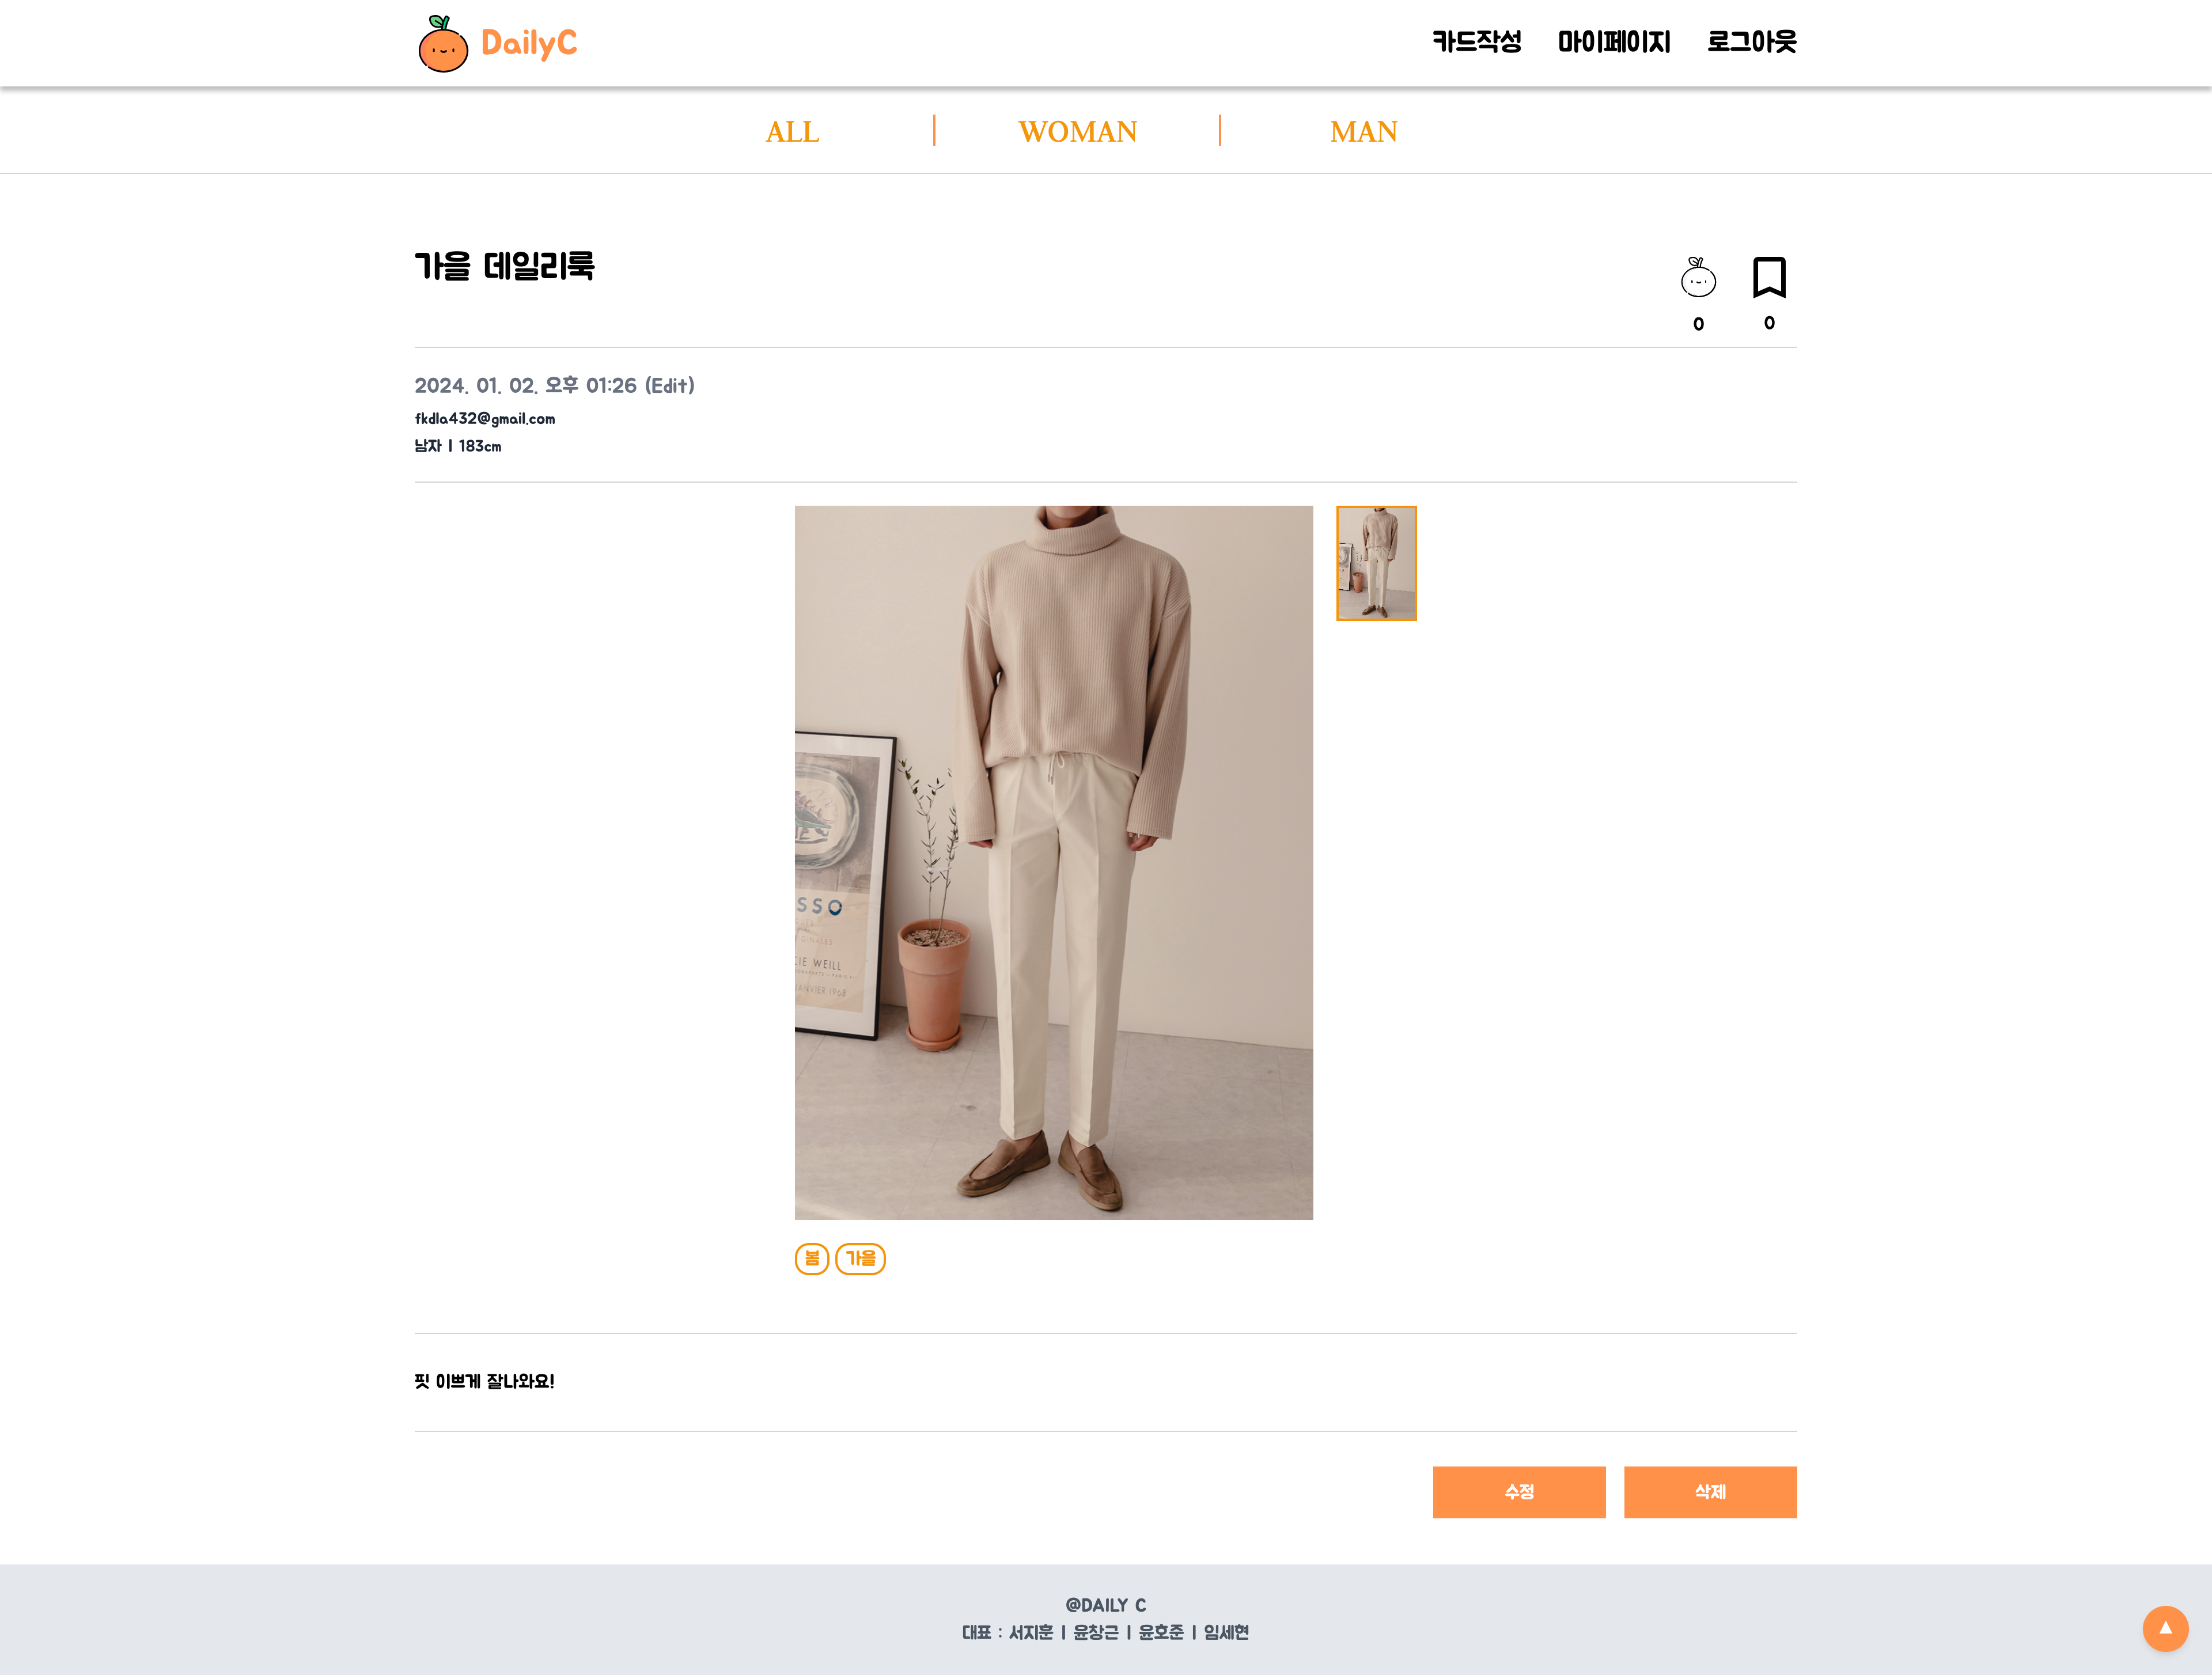 DailyC
카드작성 마이페이지 로그아웃
ALL | WOMAN | MAN
가을 데일리룩
0 0
2024. 01. 02. 오후 01:26 (Edit)
fkdla432@gmail.com
남자 | 183cm
SSO
CIE WEILL
ANVIER 1968
봄 가을
핏 이쁘게 잘나와요!
수정 삭제
@DAILY C
대표 : 서지훈 | 윤창근 | 윤호준 | 임세현
▲